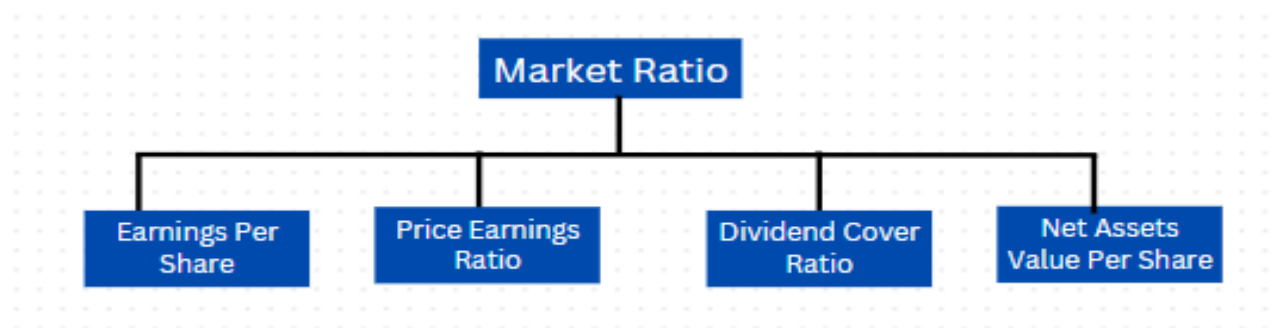 Market Ratio
Earnings Per
Share
Price Earnings
Ratio
Dividend Cover
Ratio
Net Assets
Value Per Share